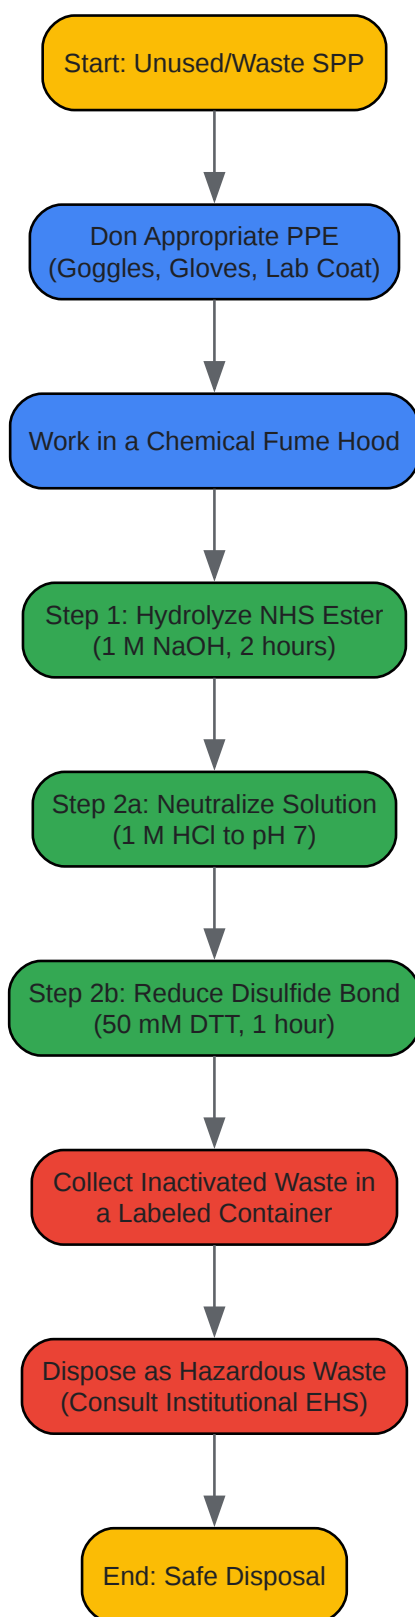 Start: Unused/Waste SPP
Don Appropriate PPE
(Goggles, Gloves, Lab Coat)
Work in a Chemical Fume Hood
Step 1: Hydrolyze NHS Ester
(1 M NaOH, 2 hours)
Step 2a: Neutralize Solution
(1 M HCl to pH 7)
Step 2b: Reduce Disulfide Bond
(50 mM DTT, 1 hour)
Collect Inactivated Waste in
a Labeled Container
Dispose as Hazardous Waste
(Consult Institutional EHS)
End: Safe Disposal